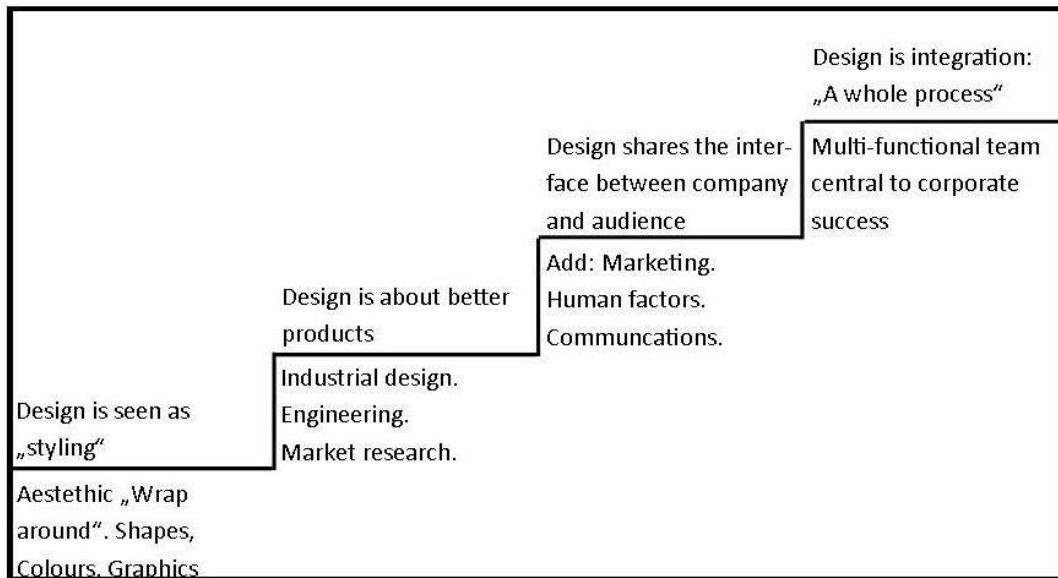 Design is integration:
„A whole process“
Design shares the inter-
face between company
and audience
Multi-functional team
central to corporate
success
Design is about better
products
Add: Marketing.
Human factors.
Communcations.
Design is seen as
„styling“
Industrial design.
Engineering.
Market research.
Aestethic „Wrap
around“. Shapes,
Colours, Graphics